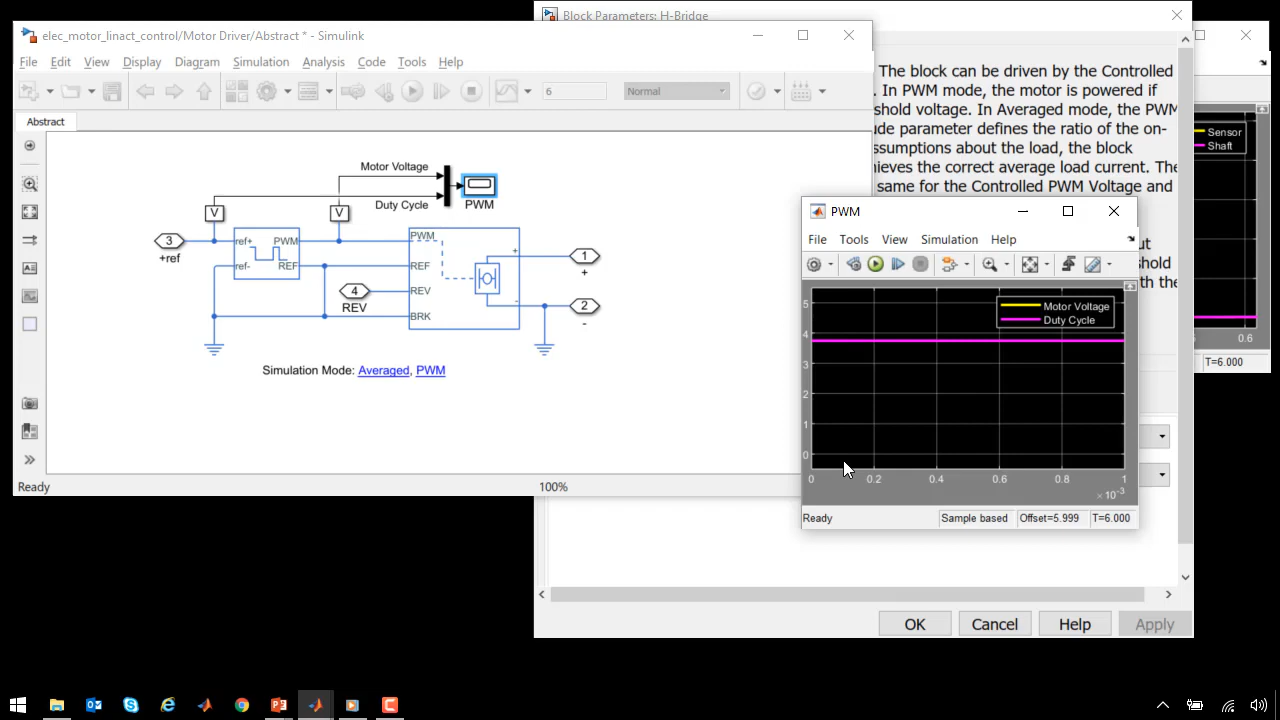 Block Parameters: H-Bridge
elec_motor_linact_control/Motor Driver/Abstract * - Simulink
File Edit View Display Diagram Simulation Analysis Code Tools Help
6
Normal
Abstract
Motor Voltage
Duty Cycle
PWM
V
V
3
+ref
ref+
PWM
ref-
REF
PWM
REF
REV
BRK
4
REV
+
-
1
+
2
-
Simulation Mode: Averaged, PWM
Ready
100%
The block can be driven by the Controlled
. In PWM mode, the motor is powered if
shold voltage. In Averaged mode, the PWM
ude parameter defines the ratio of the on-
ssumptions about the load, the block
hieves the correct average load current. The
same for the Controlled PWM Voltage and
ut
shold
th the
Sensor
Shaft
0.6
T=6.000
PWM
File Tools View Simulation Help
Motor Voltage
Duty Cycle
5
4
3
2
1
0
0 0.2 0.4 0.6 0.8 1
×10-3
Ready
Sample based
Offset=5.999
T=6.000
OK
Cancel
Help
Apply